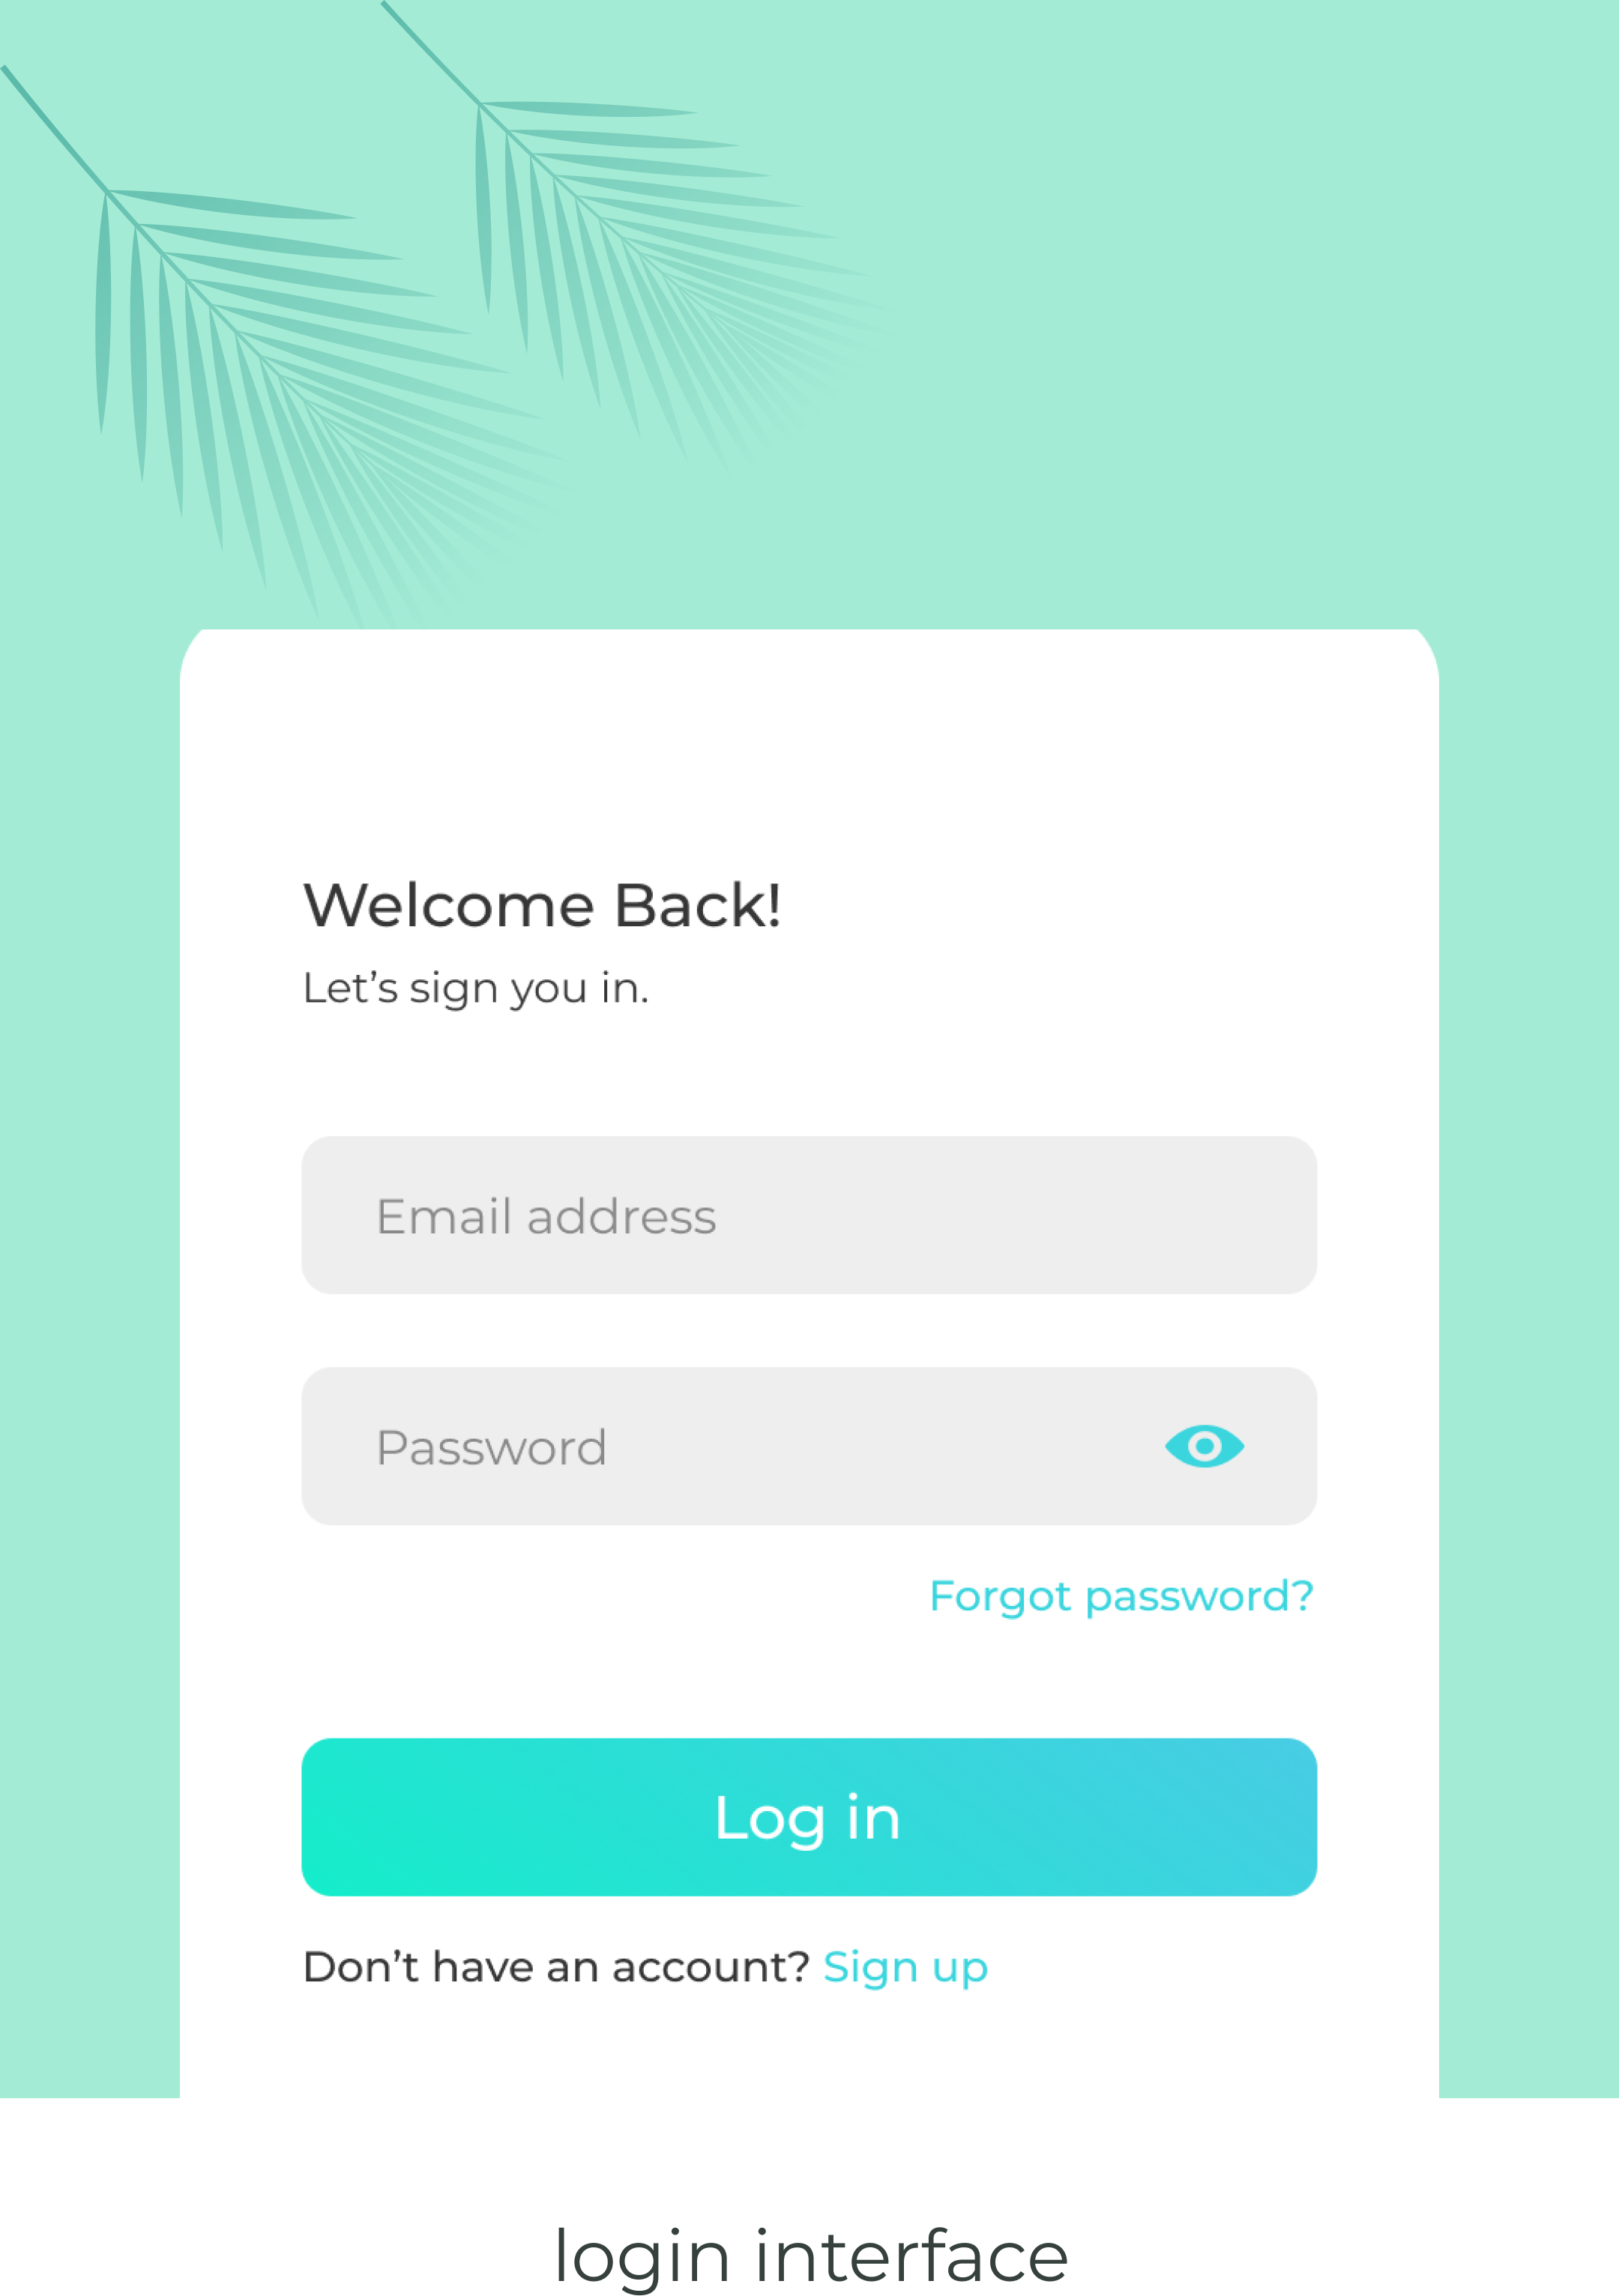 Welcome Back!
Let’s sign you in.
Email address
Password
Forgot password?
Log in
Don’t have an account? Sign up
login interface